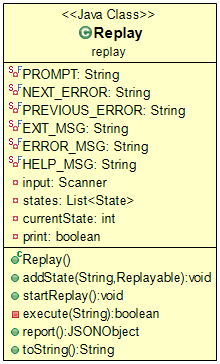 <<Java Class>>
Replay
replay
PROMPT: String
NEXT_ERROR: String
PREVIOUS_ERROR: String
EXIT_MSG: String
ERROR_MSG: String
HELP_MSG: String
input: Scanner
states: List<State>
currentState: int
print: boolean
Replay()
addState(String,Replayable):void
startReplay():void
execute(String):boolean
report():JSONObject
toString():String